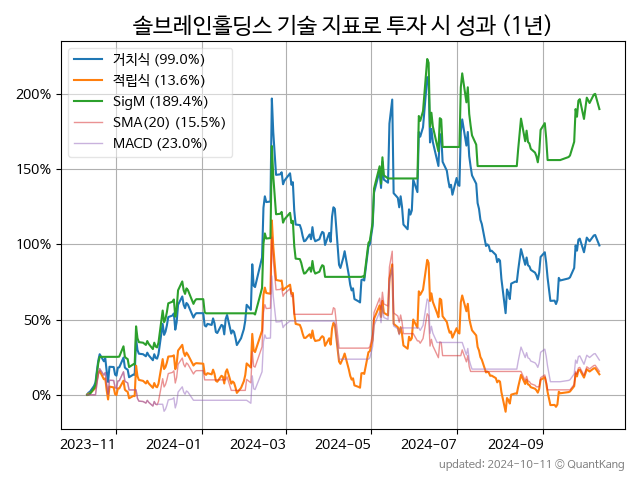 솔브레인홀딩스 기술 지표로 투자 시 성과 (1년)
거치식 (99.0%)
적립식 (13.6%)
SigM (189.4%)
SMA(20) (15.5%)
MACD (23.0%)
200%
150%
100%
50%
0%
2023-11
2024-01
2024-03
2024-05
2024-07
2024-09
updated: 2024-10-11 © QuantKang